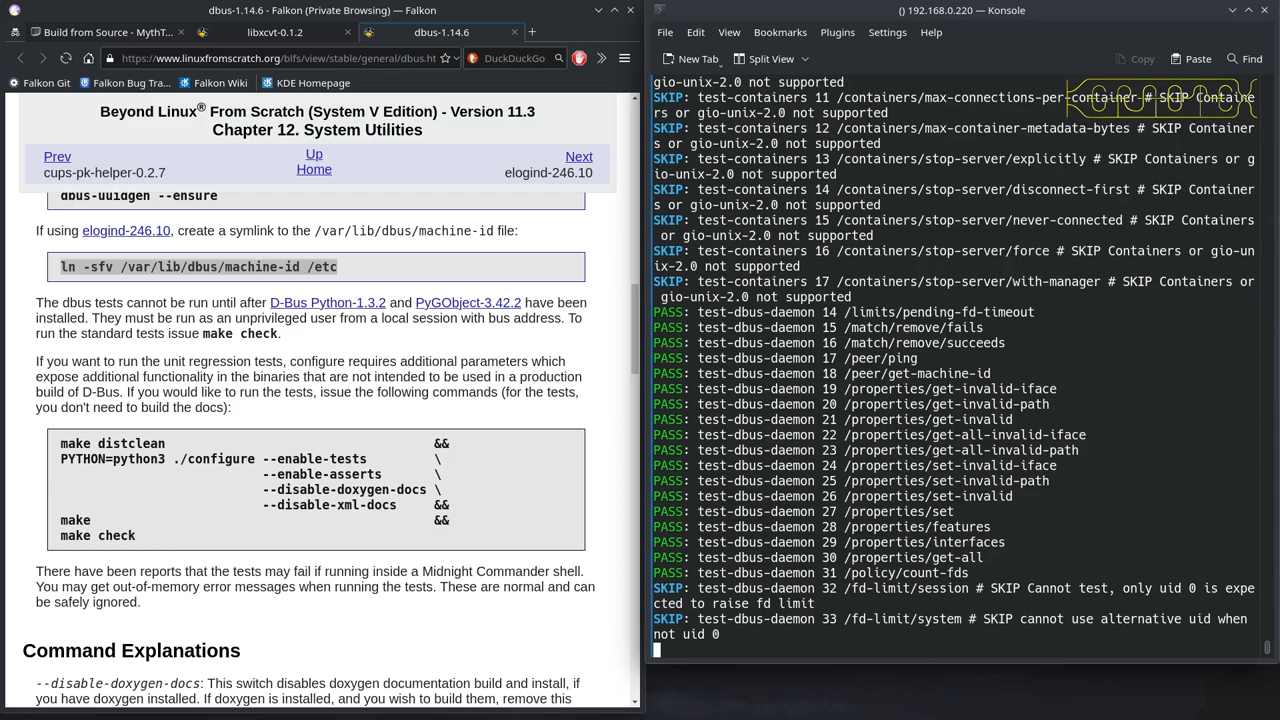 dbus-1.14.6 - Falkon (Private Browsing) — Falkon
Build from Source - MythT...
libxcvt-0.1.2
dbus-1.14.6
https://www.linuxfromscratch.org/blfs/view/stable/general/dbus.ht
DuckDuckGo
Falkon Git
Falkon Bug Tra...
Falkon Wiki
KDE Homepage
Beyond Linux® From Scratch (System V Edition) - Version 11.3
Chapter 12. System Utilities
Prev
Up
Next
cups-pk-helper-0.2.7
Home
elogind-246.10
dbus-uuidgen --ensure
If using elogind-246.10, create a symlink to the /var/lib/dbus/machine-id file:
ln -sfv /var/lib/dbus/machine-id /etc
The dbus tests cannot be run until after D-Bus Python-1.3.2 and PyGObject-3.42.2 have been
installed. They must be run as an unprivileged user from a local session with bus address. To
run the standard tests issue make check.
If you want to run the unit regression tests, configure requires additional parameters which
expose additional functionality in the binaries that are not intended to be used in a production
build of D-Bus. If you would like to run the tests, issue the following commands (for the tests,
you don't need to build the docs):
make distclean &&
PYTHON=python3 ./configure --enable-tests \
--enable-asserts \
--disable-doxygen-docs \
--disable-xml-docs &&
make &&
make check
There have been reports that the tests may fail if running inside a Midnight Commander shell.
You may get out-of-memory error messages when running the tests. These are normal and can
be safely ignored.
Command Explanations
--disable-doxygen-docs: This switch disables doxygen documentation build and install, if
you have doxygen installed. If doxygen is installed, and you wish to build them, remove this
() 192.168.0.220 — Konsole
File Edit View Bookmarks Plugins Settings Help
New Tab
Split View
Copy
Paste
Find
gio-unix-2.0 not supported
SKIP: test-containers 11 /containers/max-connections-per-container # SKIP Containe
rs or gio-unix-2.0 not supported
SKIP: test-containers 12 /containers/max-container-metadata-bytes # SKIP Container
s or gio-unix-2.0 not supported
SKIP: test-containers 13 /containers/stop-server/explicitly # SKIP Containers or g
io-unix-2.0 not supported
SKIP: test-containers 14 /containers/stop-server/disconnect-first # SKIP Container
s or gio-unix-2.0 not supported
SKIP: test-containers 15 /containers/stop-server/never-connected # SKIP Containers
or gio-unix-2.0 not supported
SKIP: test-containers 16 /containers/stop-server/force # SKIP Containers or gio-un
ix-2.0 not supported
SKIP: test-containers 17 /containers/stop-server/with-manager # SKIP Containers or
gio-unix-2.0 not supported
PASS: test-dbus-daemon 14 /limits/pending-fd-timeout
PASS: test-dbus-daemon 15 /match/remove/fails
PASS: test-dbus-daemon 16 /match/remove/succeeds
PASS: test-dbus-daemon 17 /peer/ping
PASS: test-dbus-daemon 18 /peer/get-machine-id
PASS: test-dbus-daemon 19 /properties/get-invalid-iface
PASS: test-dbus-daemon 20 /properties/get-invalid-path
PASS: test-dbus-daemon 21 /properties/get-invalid
PASS: test-dbus-daemon 22 /properties/get-all-invalid-iface
PASS: test-dbus-daemon 23 /properties/get-all-invalid-path
PASS: test-dbus-daemon 24 /properties/set-invalid-iface
PASS: test-dbus-daemon 25 /properties/set-invalid-path
PASS: test-dbus-daemon 26 /properties/set-invalid
PASS: test-dbus-daemon 27 /properties/set
PASS: test-dbus-daemon 28 /properties/features
PASS: test-dbus-daemon 29 /properties/interfaces
PASS: test-dbus-daemon 30 /properties/get-all
PASS: test-dbus-daemon 31 /policy/count-fds
SKIP: test-dbus-daemon 32 /fd-limit/session # SKIP Cannot test, only uid 0 is expe
cted to raise fd limit
SKIP: test-dbus-daemon 33 /fd-limit/system # SKIP cannot use alternative uid when
not uid 0